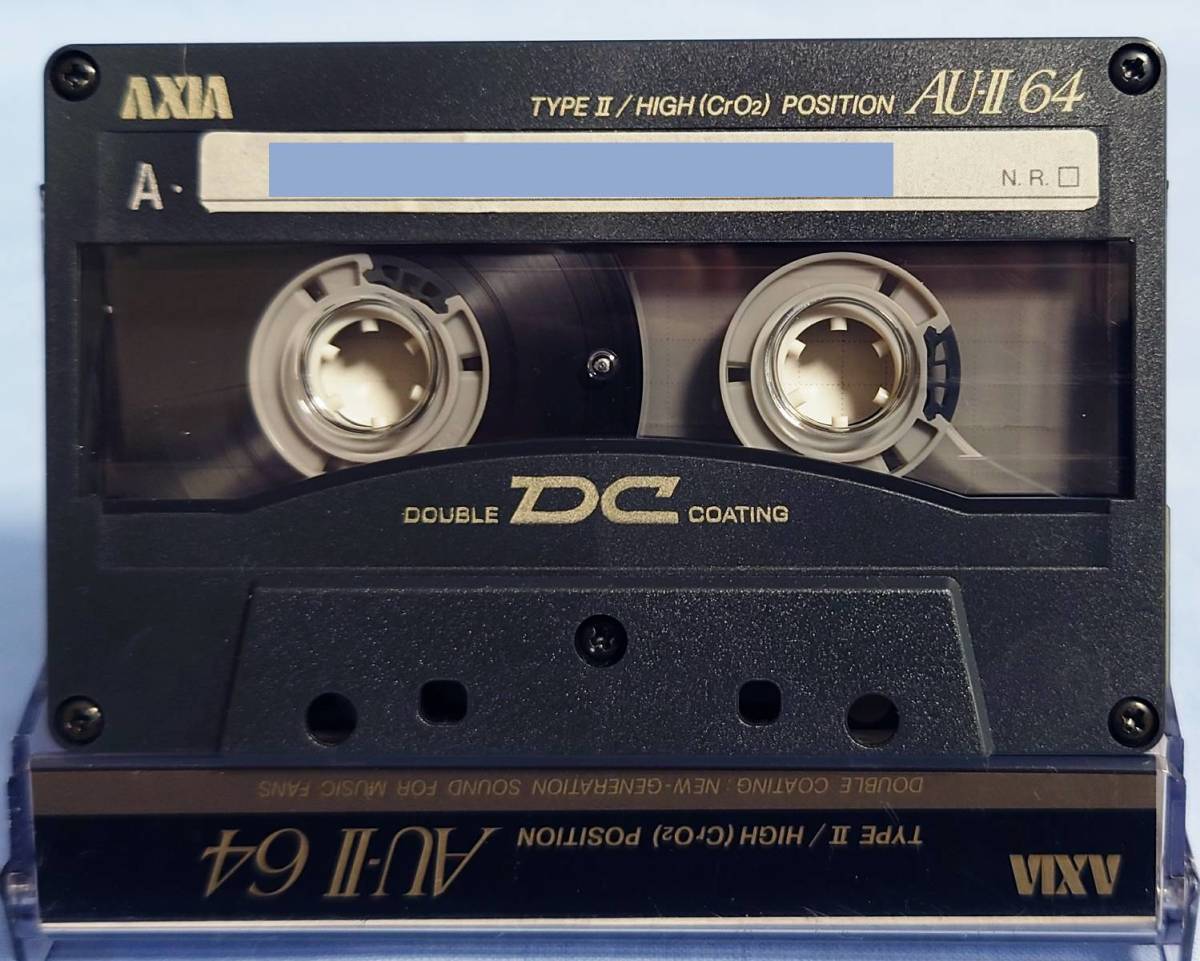 AXIA
TYPE II / HIGH (CrO2) POSITION AU-II 64
A
N. R. □
DOUBLE DC COATING
DOUBLE COATING : NEW-GENERATION SOUND FOR MUSIC FANS
AXIA TYPE II / HIGH (CrO2) POSITION AU-II 64